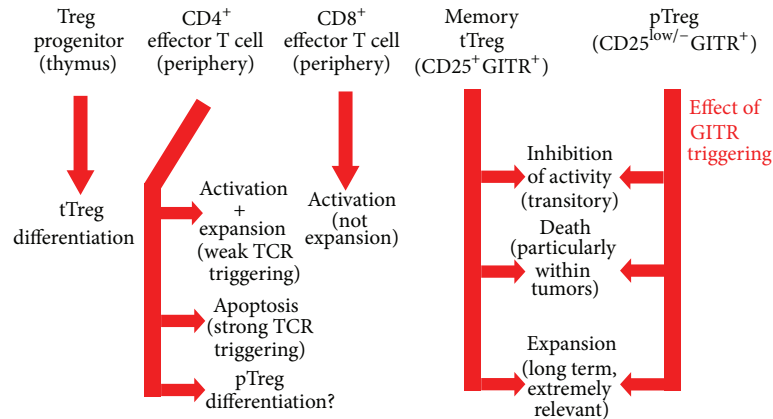 Treg
progenitor
(thymus)
CD4⁺
effector T cell
(periphery)
CD8⁺
effector T cell
(periphery)
Memory
tTreg
(CD25⁺GITR⁺)
pTreg
(CD25^low/−GITR⁺)
Effect of
GITR
triggering
tTreg
differentiation
Activation
+
expansion
(weak TCR
triggering)
Apoptosis
(strong TCR
triggering)
pTreg
differentiation?
Activation
(not
expansion)
Inhibition
of activity
(transitory)
Death
(particularly
within
tumors)
Expansion
(long term,
extremely
relevant)